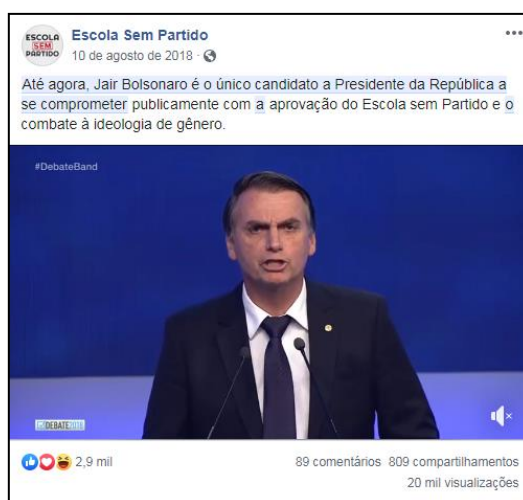 ESCOLA
SEM
PARTIDO
Escola Sem Partido
10 de agosto de 2018 ·
Até agora, Jair Bolsonaro é o único candidato a Presidente da República a
se comprometer publicamente com a aprovação do Escola sem Partido e o
combate à ideologia de gênero.
#DebateBand
DEBATE
2,9 mil
89 comentários 809 compartilhamentos
20 mil visualizações